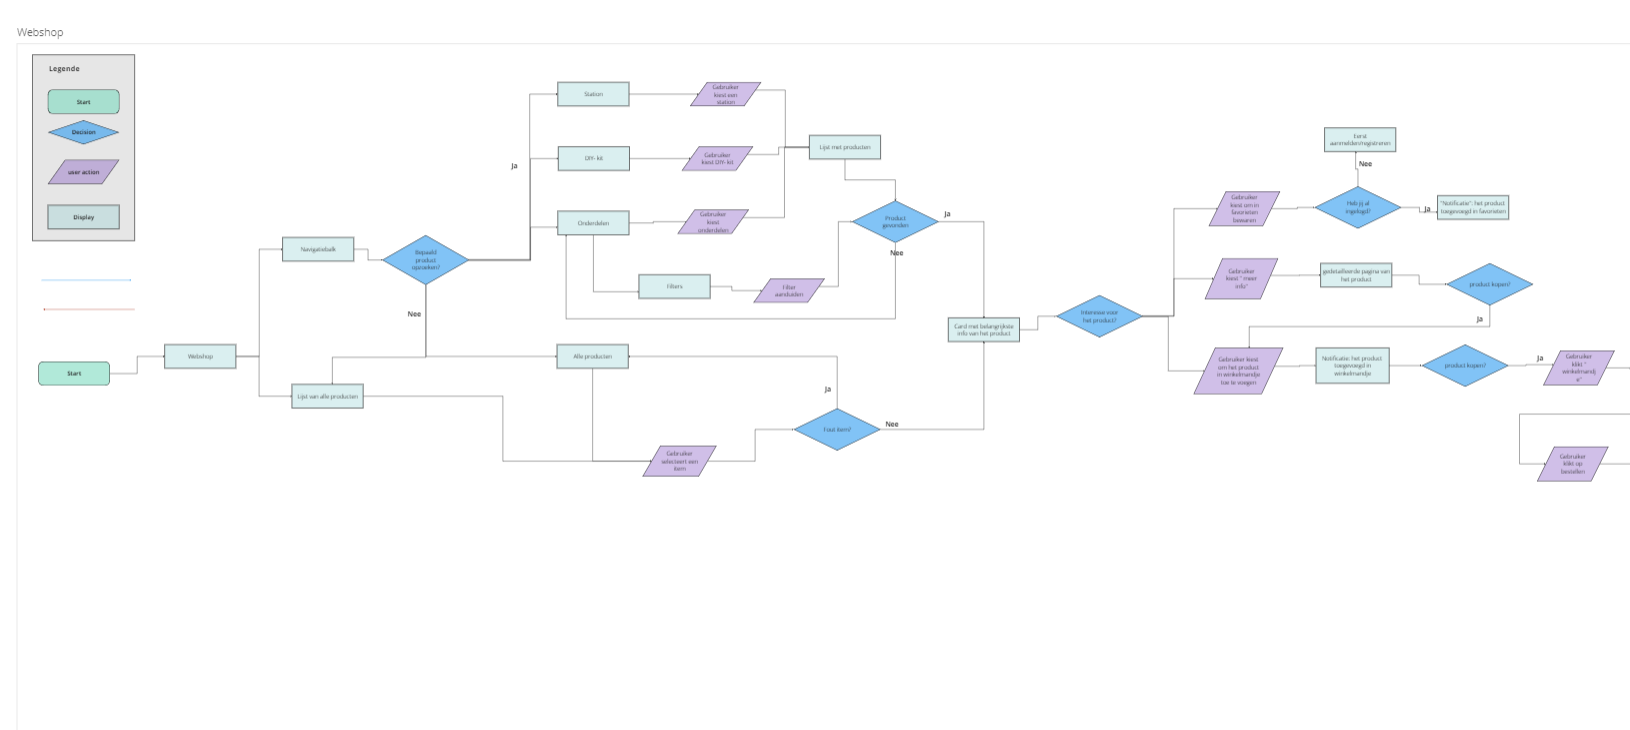 Webshop
Legende
Start
Decision
user action
Display
Start
Webshop
Navigatiebalk
Lijst van alle producten
Bepaald
product
opzoeken?
Ja
Nee
Station
Gebruiker
kiest een
station
DIY- kit
Gebruiker
kiest DIY- kit
Onderdelen
Gebruiker
kiest
onderdelen
Filters
Filter
aanduiden
Lijst met producten
Product
gevonden
Ja
Nee
Alle producten
Gebruiker
selecteert een
item
Fout item?
Ja
Nee
Card met belangrijkste
info van het product
Interesse voor
het product?
Gebruiker
kiest om in
favorieten
bewaren
Heb jij al
ingelogd?
Nee
Eerst
aanmelden/registreren
Ja
"Notificatie": het product
toegevoegd in favorieten
Gebruiker
kiest " meer
info"
gedetailleerde pagina van
het product
product kopen?
Ja
Gebruiker kiest
om het product
in winkelmandje
toe te voegen
Notificatie: het product
toegevoegd in
winkelmandje
product kopen?
Ja
Gebruiker
klikt "
winkelmandj
e"
Gebruiker
klikt op
bestellen